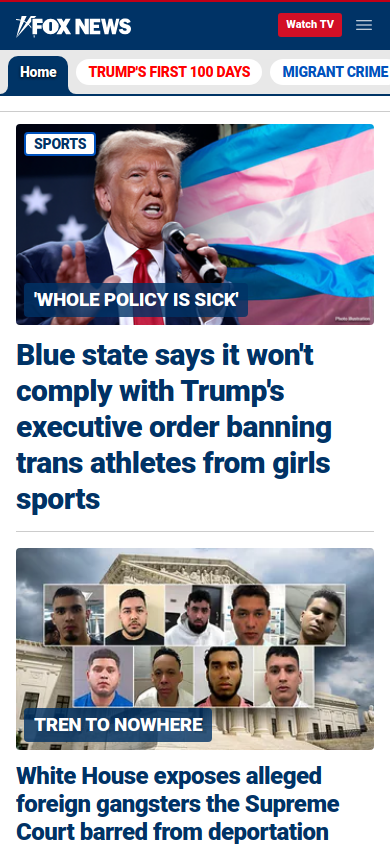 FOX NEWS
Watch TV
Home
TRUMP'S FIRST 100 DAYS
MIGRANT CRIME
SPORTS
'WHOLE POLICY IS SICK'
Photo Illustration
Blue state says it won't
comply with Trump's
executive order banning
trans athletes from girls
sports
TREN TO NOWHERE
White House exposes alleged
foreign gangsters the Supreme
Court barred from deportation